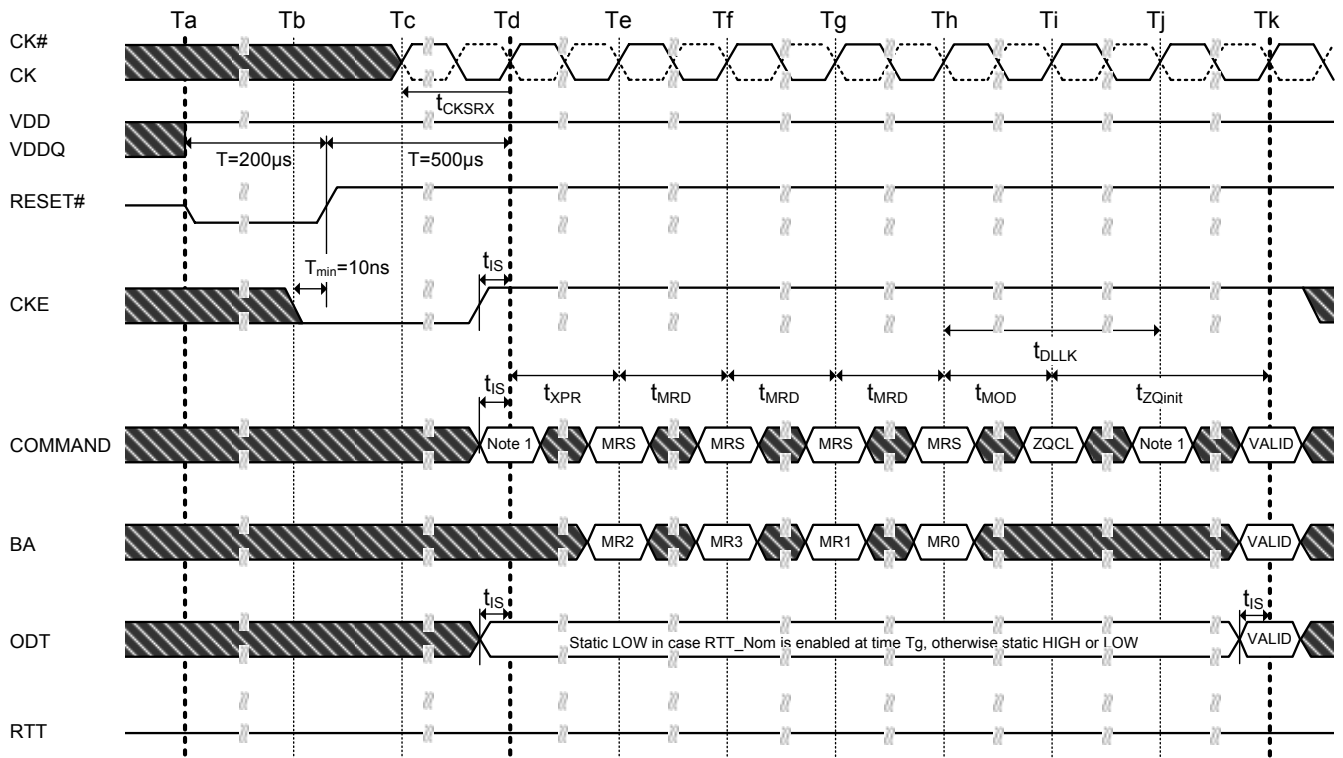 Ta Tb Tc Td Te Tf Tg Th Ti Tj Tk
CK#
CK
tCKSRX
VDD
VDDQ
T=200µs T=500µs
RESET#
Tmin=10ns tIS
CKE
tDLLK
tIS tXPR tMRD tMRD tMRD tMOD tZQinit
COMMAND Note 1 MRS MRS MRS MRS ZQCL Note 1 VALID
BA MR2 MR3 MR1 MR0 VALID
tIS tIS
ODT Static LOW in case RTT_Nom is enabled at time Tg, otherwise static HIGH or LOW VALID
RTT